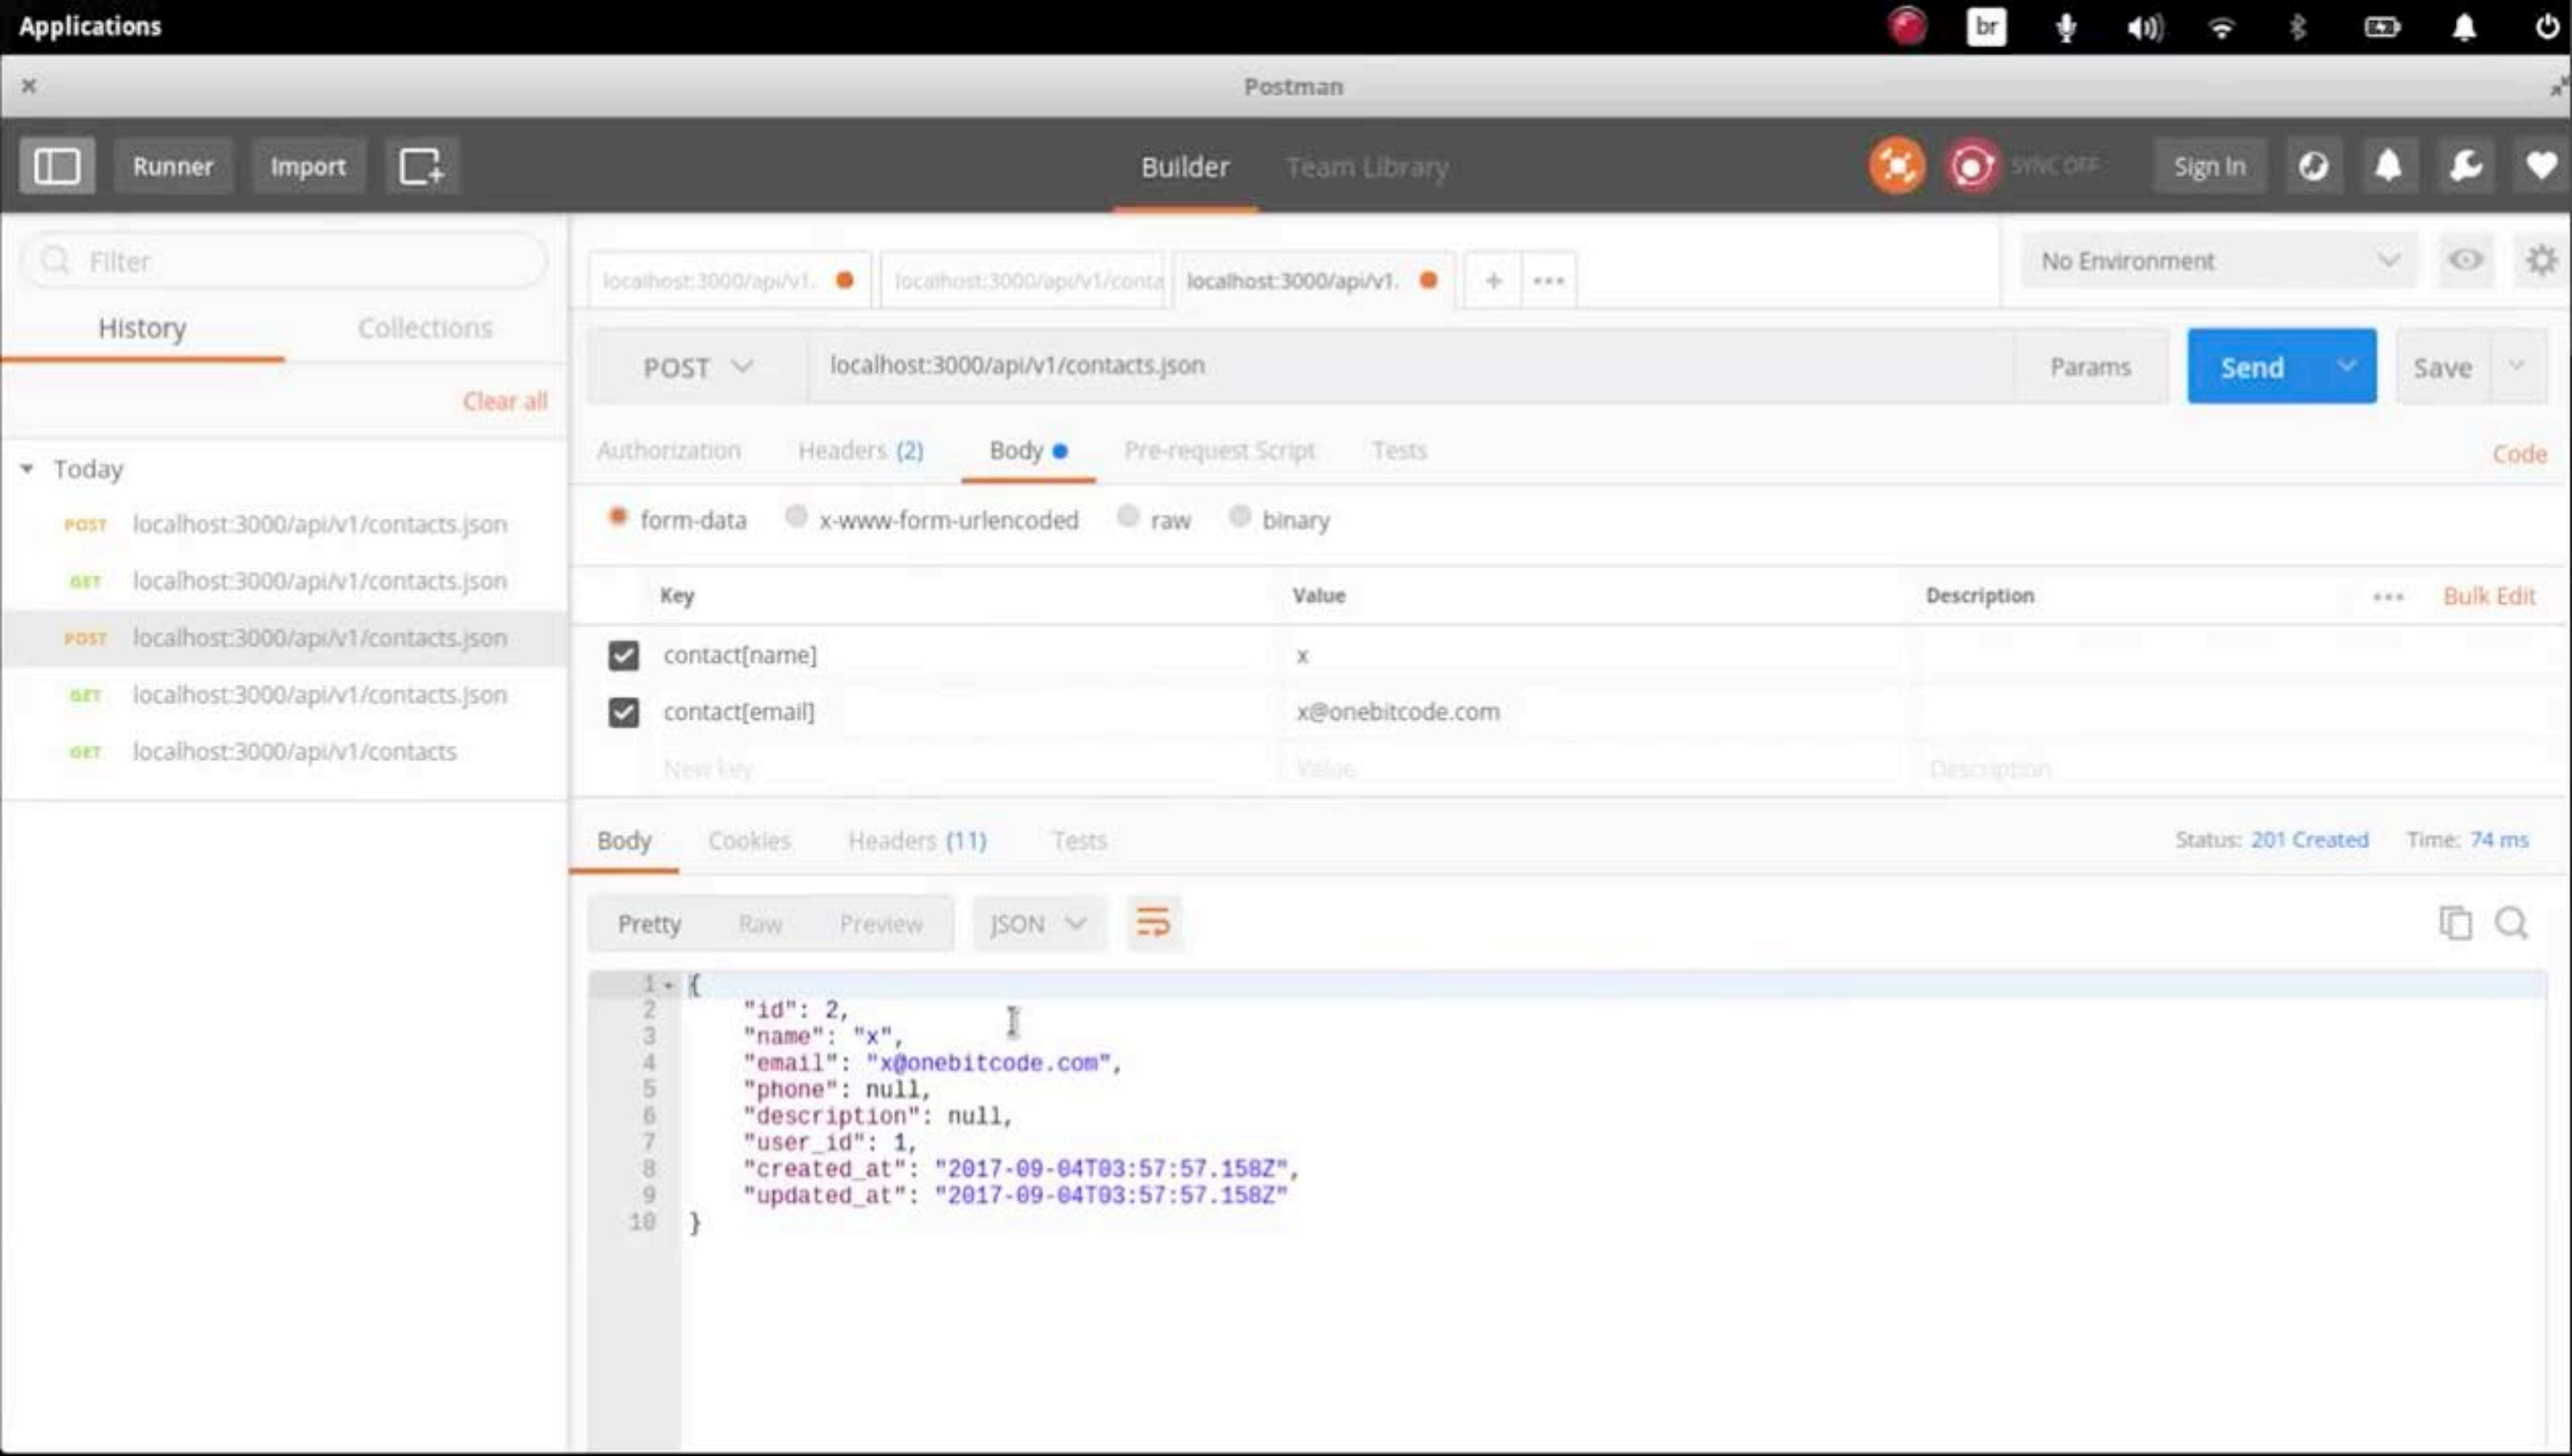 Applications
br
Postman
Runner Import Builder Team Library SYNC OFF Sign In
Filter
History Collections
Clear all
Today
POST localhost:3000/api/v1/contacts.json
GET localhost:3000/api/v1/contacts.json
POST localhost:3000/api/v1/contacts.json
GET localhost:3000/api/v1/contacts.json
GET localhost:3000/api/v1/contacts
localhost:3000/api/v1. localhost:3000/api/v1/conta localhost:3000/api/v1. + ••• No Environment
POST localhost:3000/api/v1/contacts.json Params Send Save
Authorization Headers (2) Body Pre-request Script Tests Code
form-data x-www-form-urlencoded raw binary
Key Value Description ••• Bulk Edit
contact[name] x
contact[email] x@onebitcode.com
New key Value Description
Body Cookies Headers (11) Tests Status: 201 Created Time: 74 ms
Pretty Raw Preview JSON
1 {
2 "id": 2,
3 "name": "x",
4 "email": "x@onebitcode.com",
5 "phone": null,
6 "description": null,
7 "user_id": 1,
8 "created_at": "2017-09-04T03:57:57.158Z",
9 "updated_at": "2017-09-04T03:57:57.158Z"
10 }